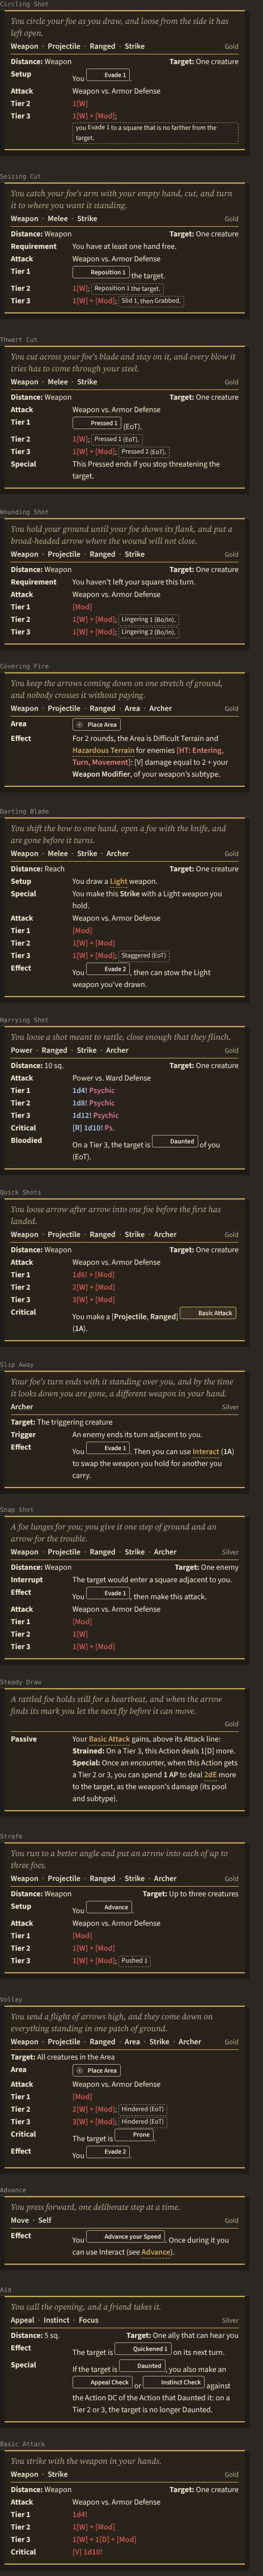 Circling Shot
You circle your foe as you draw, and loose from the side it has
left open.
Weapon · Projectile · Ranged · Strike Gold
Distance: Weapon Target: One creature
Setup You Evade 1.
Attack Weapon vs. Armor Defense
Tier 2 1[W]
Tier 3 1[W] + [Mod];
you Evade 1 to a square that is no farther from the
target.
Seizing Cut
You catch your foe's arm with your empty hand, cut, and turn
it to where you want it standing.
Weapon · Melee · Strike Gold
Distance: Weapon Target: One creature
Requirement You have at least one hand free.
Attack Weapon vs. Armor Defense
Tier 1 Reposition 1 the target.
Tier 2 1[W]; Reposition 1 the target.
Tier 3 1[W] + [Mod]; Slid 1, then Grabbed.
Thwart Cut
You cut across your foe's blade and stay on it, and every blow it
tries has to come through your steel.
Weapon · Melee · Strike Gold
Distance: Weapon Target: One creature
Attack Weapon vs. Armor Defense
Tier 1 Pressed 1 (EoT).
Tier 2 1[W]; Pressed 1 (EoT).
Tier 3 1[W] + [Mod]; Pressed 2 (EoT).
Special This Pressed ends if you stop threatening the
target.
Wounding Shot
You hold your ground until your foe shows its flank, and put a
broad-headed arrow where the wound will not close.
Weapon · Projectile · Ranged · Strike Gold
Distance: Weapon Target: One creature
Requirement You haven't left your square this turn.
Attack Weapon vs. Armor Defense
Tier 1 [Mod]
Tier 2 1[W] + [Mod]; Lingering 1 (Bo/In).
Tier 3 1[W] + [Mod]; Lingering 2 (Bo/In).
Covering Fire
You keep the arrows coming down on one stretch of ground,
and nobody crosses it without paying.
Weapon · Projectile · Ranged · Area · Archer Gold
Area Place Area
Effect For 2 rounds, the Area is Difficult Terrain and
Hazardous Terrain for enemies [HT: Entering,
Turn, Movement]: [V] damage equal to 2 + your
Weapon Modifier, of your weapon's subtype.
Darting Blade
You shift the bow to one hand, open a foe with the knife, and
are gone before it turns.
Weapon · Melee · Strike · Archer Gold
Distance: Reach Target: One creature
Setup You draw a Light weapon.
Special You make this Strike with a Light weapon you
hold.
Attack Weapon vs. Armor Defense
Tier 1 [Mod]
Tier 2 1[W] + [Mod]
Tier 3 1[W] + [Mod]; Staggered (EoT)
Effect You Evade 2, then can stow the Light
weapon you've drawn.
Harrying Shot
You loose a shot meant to rattle, close enough that they flinch.
Power · Ranged · Strike · Archer Gold
Distance: 10 sq. Target: One creature
Attack Power vs. Ward Defense
Tier 1 1d4! Psychic
Tier 2 1d8! Psychic
Tier 3 1d12! Psychic
Critical [R] 1d10! Ps.
Bloodied On a Tier 3, the target is Daunted of you
(EoT).
Quick Shots
You loose arrow after arrow into one foe before the first has
landed.
Weapon · Projectile · Ranged · Strike · Archer Gold
Distance: Weapon Target: One creature
Attack Weapon vs. Armor Defense
Tier 1 1d6! + [Mod]
Tier 2 2[W] + [Mod]
Tier 3 3[W] + [Mod]
Critical You make a [Projectile, Ranged] Basic Attack
(1A).
Slip Away
Your foe's turn ends with it standing over you, and by the time
it looks down you are gone, a different weapon in your hand.
Archer Silver
Target: The triggering creature
Trigger An enemy ends its turn adjacent to you.
Effect You Evade 1. Then you can use Interact (1A)
to swap the weapon you hold for another you
carry.
Snap Shot
A foe lunges for you; you give it one step of ground and an
arrow for the trouble.
Weapon · Projectile · Ranged · Strike · Archer Silver
Distance: Weapon Target: One enemy
Interrupt The target would enter a square adjacent to you.
Effect You Evade 1, then make this attack.
Attack Weapon vs. Armor Defense
Tier 1 [Mod]
Tier 2 1[W]
Tier 3 1[W] + [Mod]
Steady Draw
A rattled foe holds still for a heartbeat, and when the arrow
finds its mark you let the next fly before it can move.
Gold
Passive Your Basic Attack gains, above its Attack line:
Strained: On a Tier 3, this Action deals 1[D] more.
Special: Once an encounter, when this Action gets
a Tier 2 or 3, you can spend 1 AP to deal 2dE more
to the target, as the weapon's damage (its pool
and subtype).
Strafe
You run to a better angle and put an arrow into each of up to
three foes.
Weapon · Projectile · Ranged · Strike · Archer Gold
Distance: Weapon Target: Up to three creatures
Setup You Advance.
Attack Weapon vs. Armor Defense
Tier 1 [Mod]
Tier 2 1[W] + [Mod]
Tier 3 1[W] + [Mod]; Pushed 1
Volley
You send a flight of arrows high, and they come down on
everything standing in one patch of ground.
Weapon · Projectile · Ranged · Area · Strike · Archer Gold
Target: All creatures in the Area
Area Place Area
Attack Weapon vs. Armor Defense
Tier 1 [Mod]
Tier 2 2[W] + [Mod]; Hindered (EoT)
Tier 3 3[W] + [Mod]; Hindered (EoT)
Critical The target is Prone.
Effect You Evade 2.
Advance
You press forward, one deliberate step at a time.
Move · Self Gold
Effect You Advance your Speed. Once during it you
can use Interact (see Advance).
Aid
You call the opening, and a friend takes it.
Appeal · Instinct · Focus Silver
Distance: 5 sq. Target: One ally that can hear you
Effect The target is Quickened 1 on its next turn.
Special If the target is Daunted, you also make an
Appeal Check or Instinct Check against
the Action DC of the Action that Daunted it: on a
Tier 2 or 3, the target is no longer Daunted.
Basic Attack
You strike with the weapon in your hands.
Weapon · Strike Gold
Distance: Weapon Target: One creature
Attack Weapon vs. Armor Defense
Tier 1 1d4!
Tier 2 1[W] + [Mod]
Tier 3 1[W] + 1[D] + [Mod]
Critical [V] 1d10!